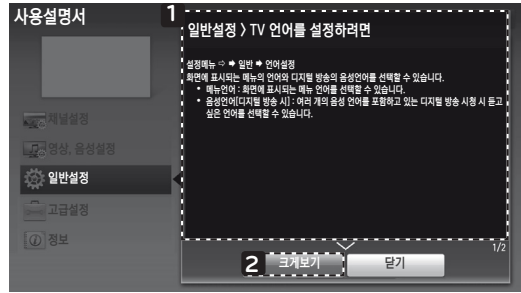 사용설명서
1
일반설정 > TV 언어를 설정하려면
설정메뉴 ⇨ ➡ 일반 ➡ 언어설정
화면에 표시되는 메뉴의 언어와 디지털 방송의 음성언어를 선택할 수 있습니다.
• 메뉴언어 : 화면에 표시되는 메뉴 언어를 선택할 수 있습니다.
• 음성언어[디지털 방송 시] : 여러 개의 음성 언어를 포함하고 있는 디지털 방송 시청 시 듣고
싶은 언어를 선택할 수 있습니다.
채널설정
영상, 음성설정
일반설정
고급설정
정보
1/2
2
크게보기
닫기